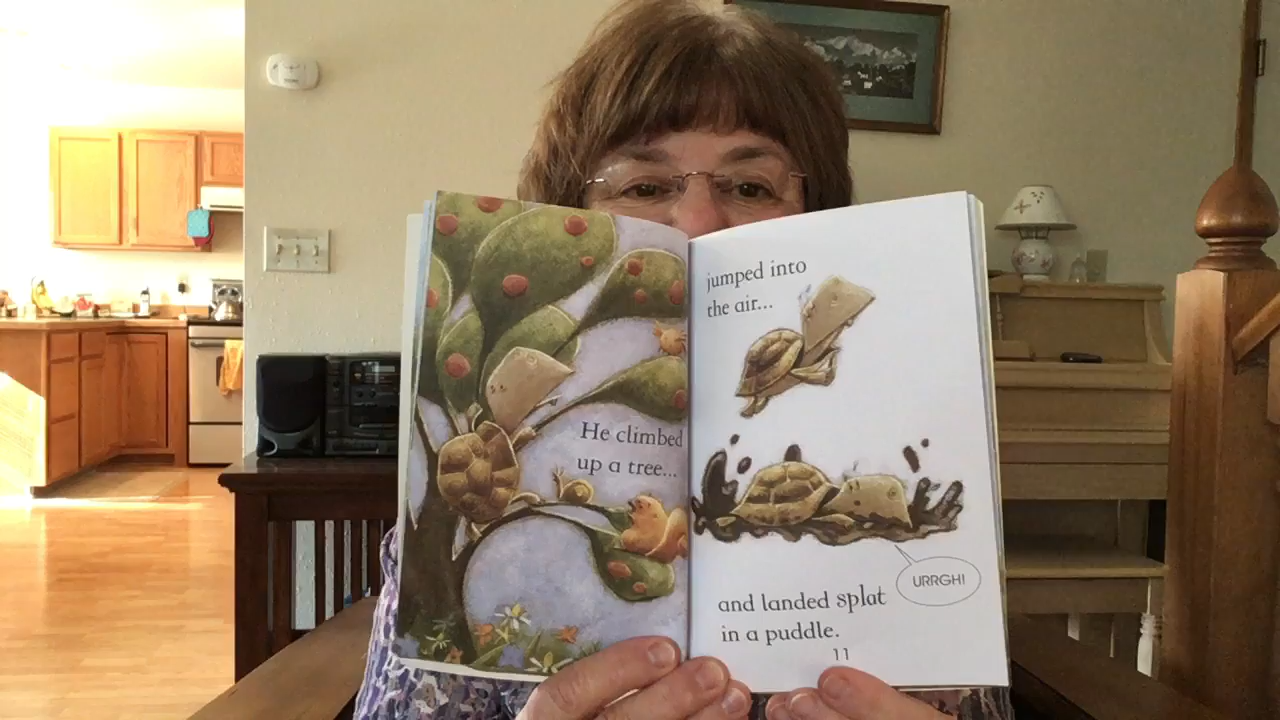 He climbed
up a tree...
jumped into
the air...
URRGH!
and landed splat
in a puddle.
11